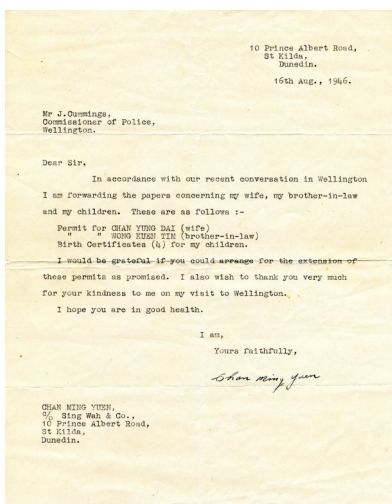 10 Prince Albert Road,
St Kilda,
Dunedin.
16th Aug., 1946.
Mr J.Cummings,
Commissioner of Police,
Wellington.
Dear Sir,
In accordance with our recent conversation in Wellington
I am forwarding the papers concerning my wife, my brother-in-law
and my children. These are as follows :-
Permit for CHAN YUNG DAI (wife)
" " WONG KUEN TIM (brother-in-law)
Birth Certificates (4) for my children.
I would be grateful if you could arrange for the extension of
these permits as promised. I also wish to thank you very much
for your kindness to me on my visit to Wellington.
I hope you are in good health.
I am,
Yours faithfully,
Chan Ming Yuen
CHAN MING YUEN,
℅ Sing Wah & Co.,
10 Prince Albert Road,
St Kilda,
Dunedin.